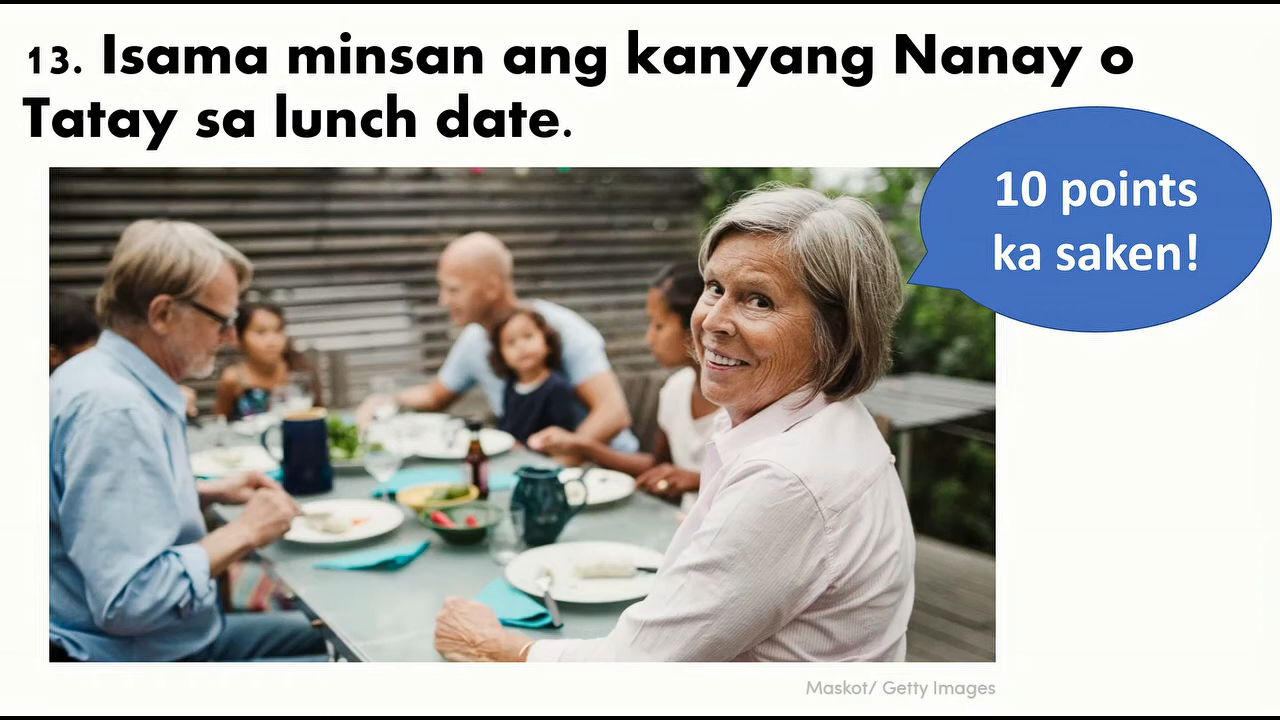 13. Isama minsan ang kanyang Nanay o
Tatay sa lunch date.
10 points
ka saken!
Maskot/ Getty Images